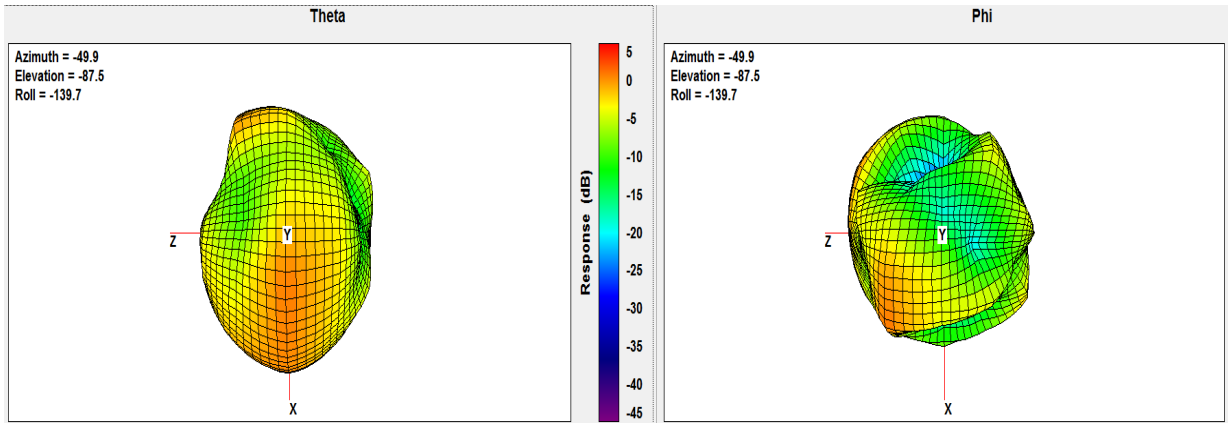 Theta
Azimuth = -49.9
Elevation = -87.5
Roll = -139.7
Z
Y
X
5
0
-5
-10
-15
-20
-25
-30
-35
-40
-45
Response (dB)
Phi
Azimuth = -49.9
Elevation = -87.5
Roll = -139.7
Z
Y
X